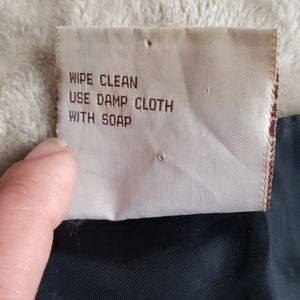 WIPE CLEAN
USE DAMP CLOTH
WITH SOAP